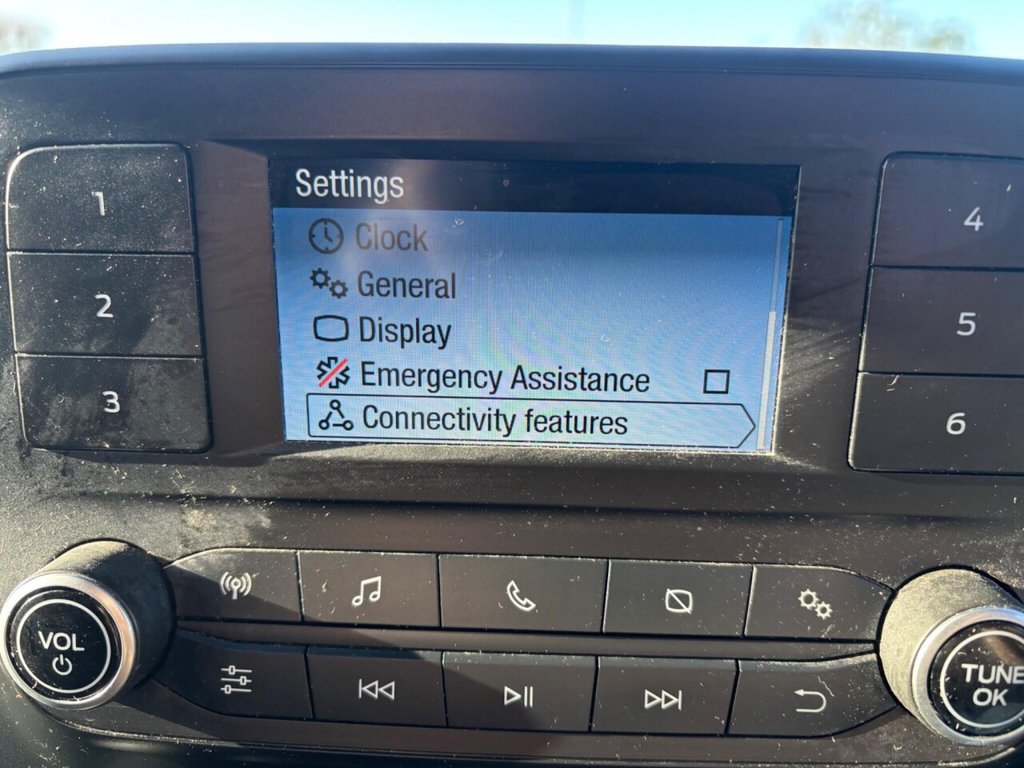 Settings
Clock
General
Display
Emergency Assistance
Connectivity features
1
2
3
4
5
6
VOL
TUNE
OK